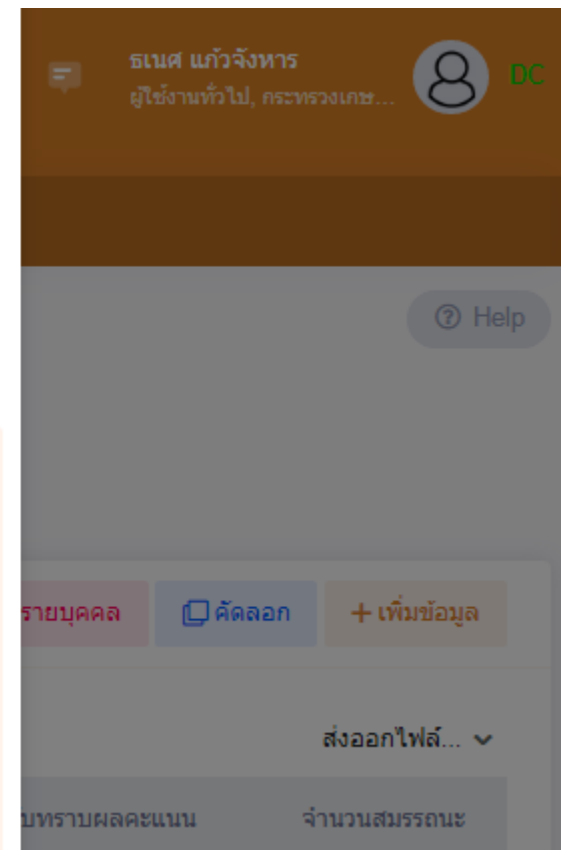 ธเนศ แก้วจังหาร
ผู้ใช้งานทั่วไป, กระทรวงเกษ...
DC
Help
รายบุคคล
คัดลอก
+ เพิ่มข้อมูล
ส่งออกไฟล์...
บทราบผลคะแนน
จำนวนสมรรถนะ